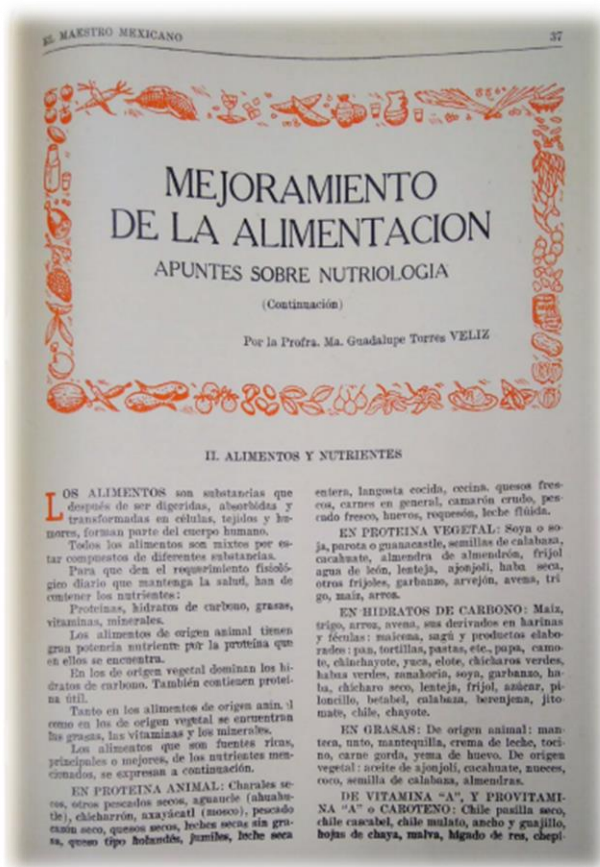 EL MAESTRO MEXICANO
37
MEJORAMIENTO
DE LA ALIMENTACION
APUNTES SOBRE NUTRIOLOGIA
(Continuación)
Por la Profra. Ma. Guadalupe Torres VELIZ
II. ALIMENTOS Y NUTRIENTES
LOS ALIMENTOS son substancias que
después de ser digeridas, absorbidas y
transformadas en células, tejidos y hu-
mores, forman parte del cuerpo humano.
Todos los alimentos son mixtos por es-
tar compuestos de diferentes substancias.
Para que den el requerimiento fisioló-
gico diario que mantenga la salud, han de
contener los nutrientes:
Proteínas, hidratos de carbono, grasas,
vitaminas, minerales.
Los alimentos de origen animal tienen
gran potencia nutriente por la proteína que
en ellos se encuentra.
En los de origen vegetal dominan los hi-
dratos de carbono. También contienen proteí-
na útil.
Tanto en los alimentos de origen anim l
como en los de origen vegetal se encuentran
las grasas, las vitaminas y los minerales.
Los alimentos que son fuentes ricas,
principales o mejores, de los nutrientes men-
cionados, se expresan a continuación.
EN PROTEINA ANIMAL: Charales se-
cos, otros pescados secos, aguaucle (ahuahu-
tle), chicharrón, axayácatl (mosco), pescado
cazón seco, quesos secos, leches secas sin gra-
sa, queso tipo holandés, jumiles, leche seca
entera, langosta cocida, cecina, quesos fres-
cos, carnes en general, camarón crudo, pes-
cado fresco, huevos, requesón, leche flúida.
EN PROTEINA VEGETAL: Soya o so-
ja, parota o guanacastle, semillas de calabaza,
cacahuate, almendra de almendrón, frijol
agua de león, lenteja, ajonjolí, haba seca,
otros frijoles, garbanzo, arvejón, avena, tri
go, maíz, arroz.
EN HIDRATOS DE CARBONO: Maíz,
trigo, arroz, avena, sus derivados en harinas
y féculas: maicena, sagú y productos elabo-
rados: pan, tortillas, pastas, etc., papa, camo-
te, chinchayote, yuca, elote, chícharos verdes,
habas verdes, zanahoria, soya, garbanzo, ha-
ba, chícharo seco, lenteja, frijol, azúcar, pi-
loncillo, betabel, calabaza, berenjena, jito-
mate, chile, chayote.
EN GRASAS: De origen animal: man-
teca, unto, mantequilla, crema de leche, toci-
no, carne gorda, yema de huevo. De origen
vegetal: aceite de ajonjolí, cacahuate, nueces,
coco, semilla de calabaza, almendras.
DE VITAMINA "A", Y PROVITAMI-
NA "A" o CAROTENO: Chile pasilla seco,
chile cascabel, chile mulato, ancho y guajillo,
hojas de chaya, malva, hígado de res, chepi-